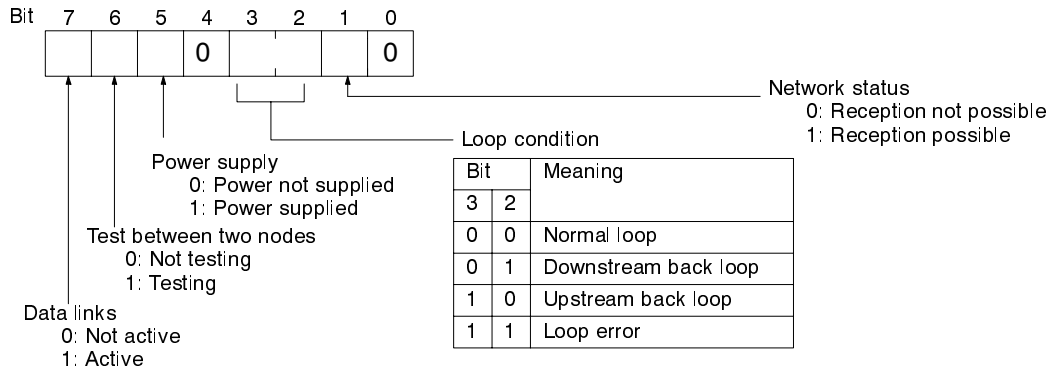 Bit 7 6 5 4 3 2 1 0
0 0
Network status
0: Reception not possible
1: Reception possible
Loop condition
Bit Meaning
3 2
0 0 Normal loop
0 1 Downstream back loop
1 0 Upstream back loop
1 1 Loop error
Power supply
0: Power not supplied
1: Power supplied
Test between two nodes
0: Not testing
1: Testing
Data links
0: Not active
1: Active